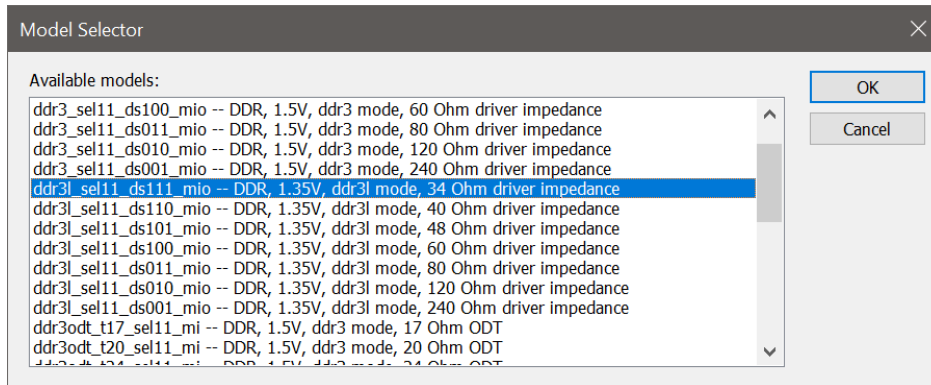 Model Selector
Available models:
OK
Cancel
ddr3_sel11_ds100_mio -- DDR, 1.5V, ddr3 mode, 60 Ohm driver impedance
ddr3_sel11_ds011_mio -- DDR, 1.5V, ddr3 mode, 80 Ohm driver impedance
ddr3_sel11_ds010_mio -- DDR, 1.5V, ddr3 mode, 120 Ohm driver impedance
ddr3_sel11_ds001_mio -- DDR, 1.5V, ddr3 mode, 240 Ohm driver impedance
ddr3l_sel11_ds111_mio -- DDR, 1.35V, ddr3l mode, 34 Ohm driver impedance
ddr3l_sel11_ds110_mio -- DDR, 1.35V, ddr3l mode, 40 Ohm driver impedance
ddr3l_sel11_ds101_mio -- DDR, 1.35V, ddr3l mode, 48 Ohm driver impedance
ddr3l_sel11_ds100_mio -- DDR, 1.35V, ddr3l mode, 60 Ohm driver impedance
ddr3l_sel11_ds011_mio -- DDR, 1.35V, ddr3l mode, 80 Ohm driver impedance
ddr3l_sel11_ds010_mio -- DDR, 1.35V, ddr3l mode, 120 Ohm driver impedance
ddr3l_sel11_ds001_mio -- DDR, 1.35V, ddr3l mode, 240 Ohm driver impedance
ddr3odt_t17_sel11_mi -- DDR, 1.5V, ddr3 mode, 17 Ohm ODT
ddr3odt_t20_sel11_mi -- DDR, 1.5V, ddr3 mode, 20 Ohm ODT